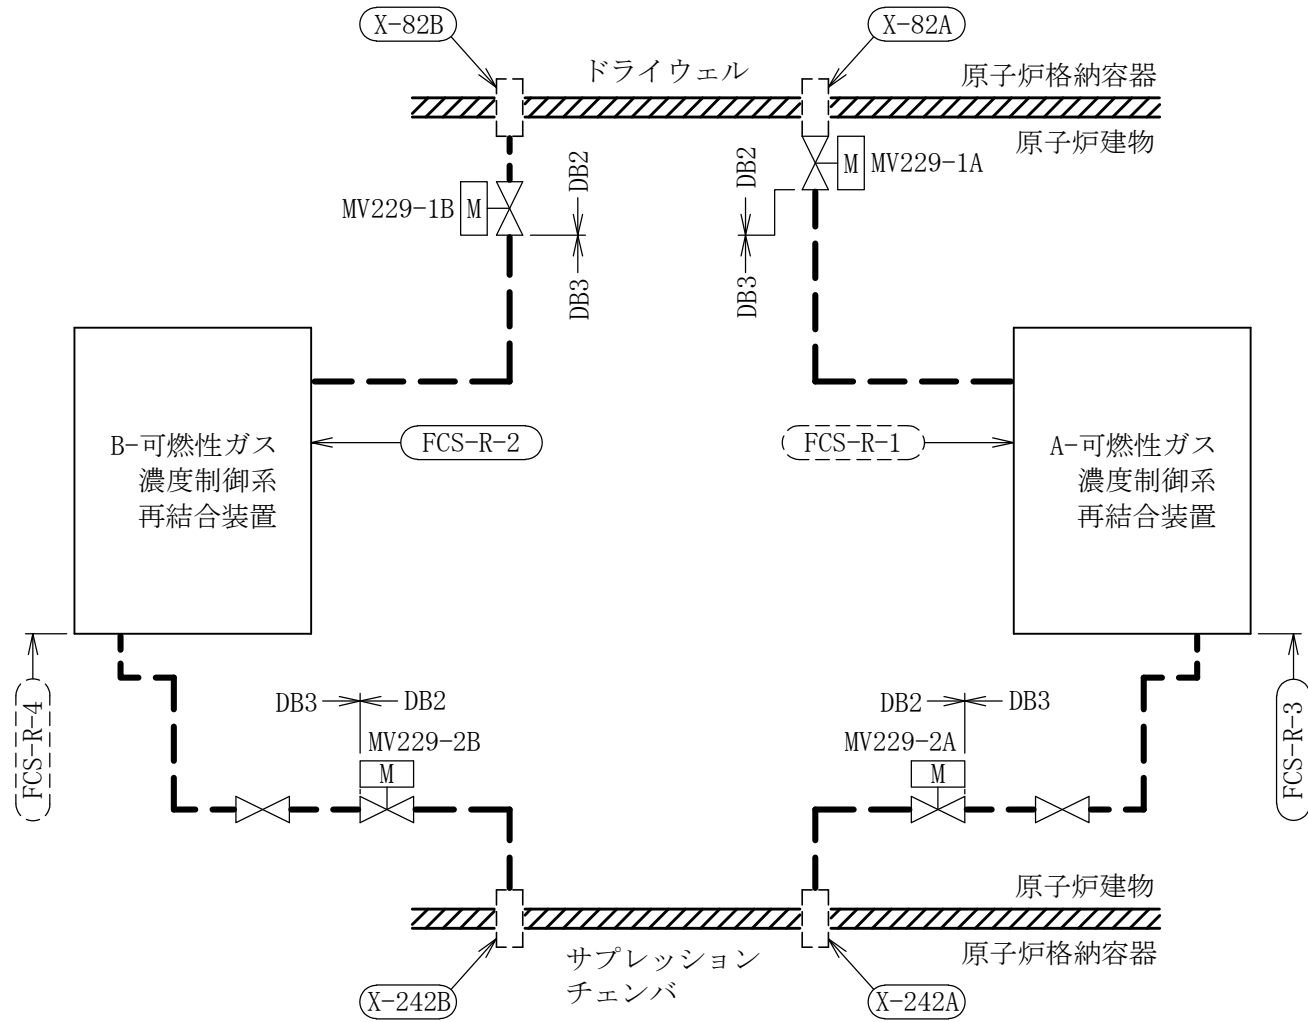 X-82B
X-82A
ドライウェル
原子炉格納容器
原子炉建物
MV229-1B
M
DB2
DB3
DB2
DB3
M
MV229-1A
B-可燃性ガス
濃度制御系
再結合装置
FCS-R-2
FCS-R-1
A-可燃性ガス
濃度制御系
再結合装置
FCS-R-4
DB3
DB2
MV229-2B
M
DB2
DB3
MV229-2A
M
FCS-R-3
原子炉建物
サプレッション
チェンバ
原子炉格納容器
X-242B
X-242A